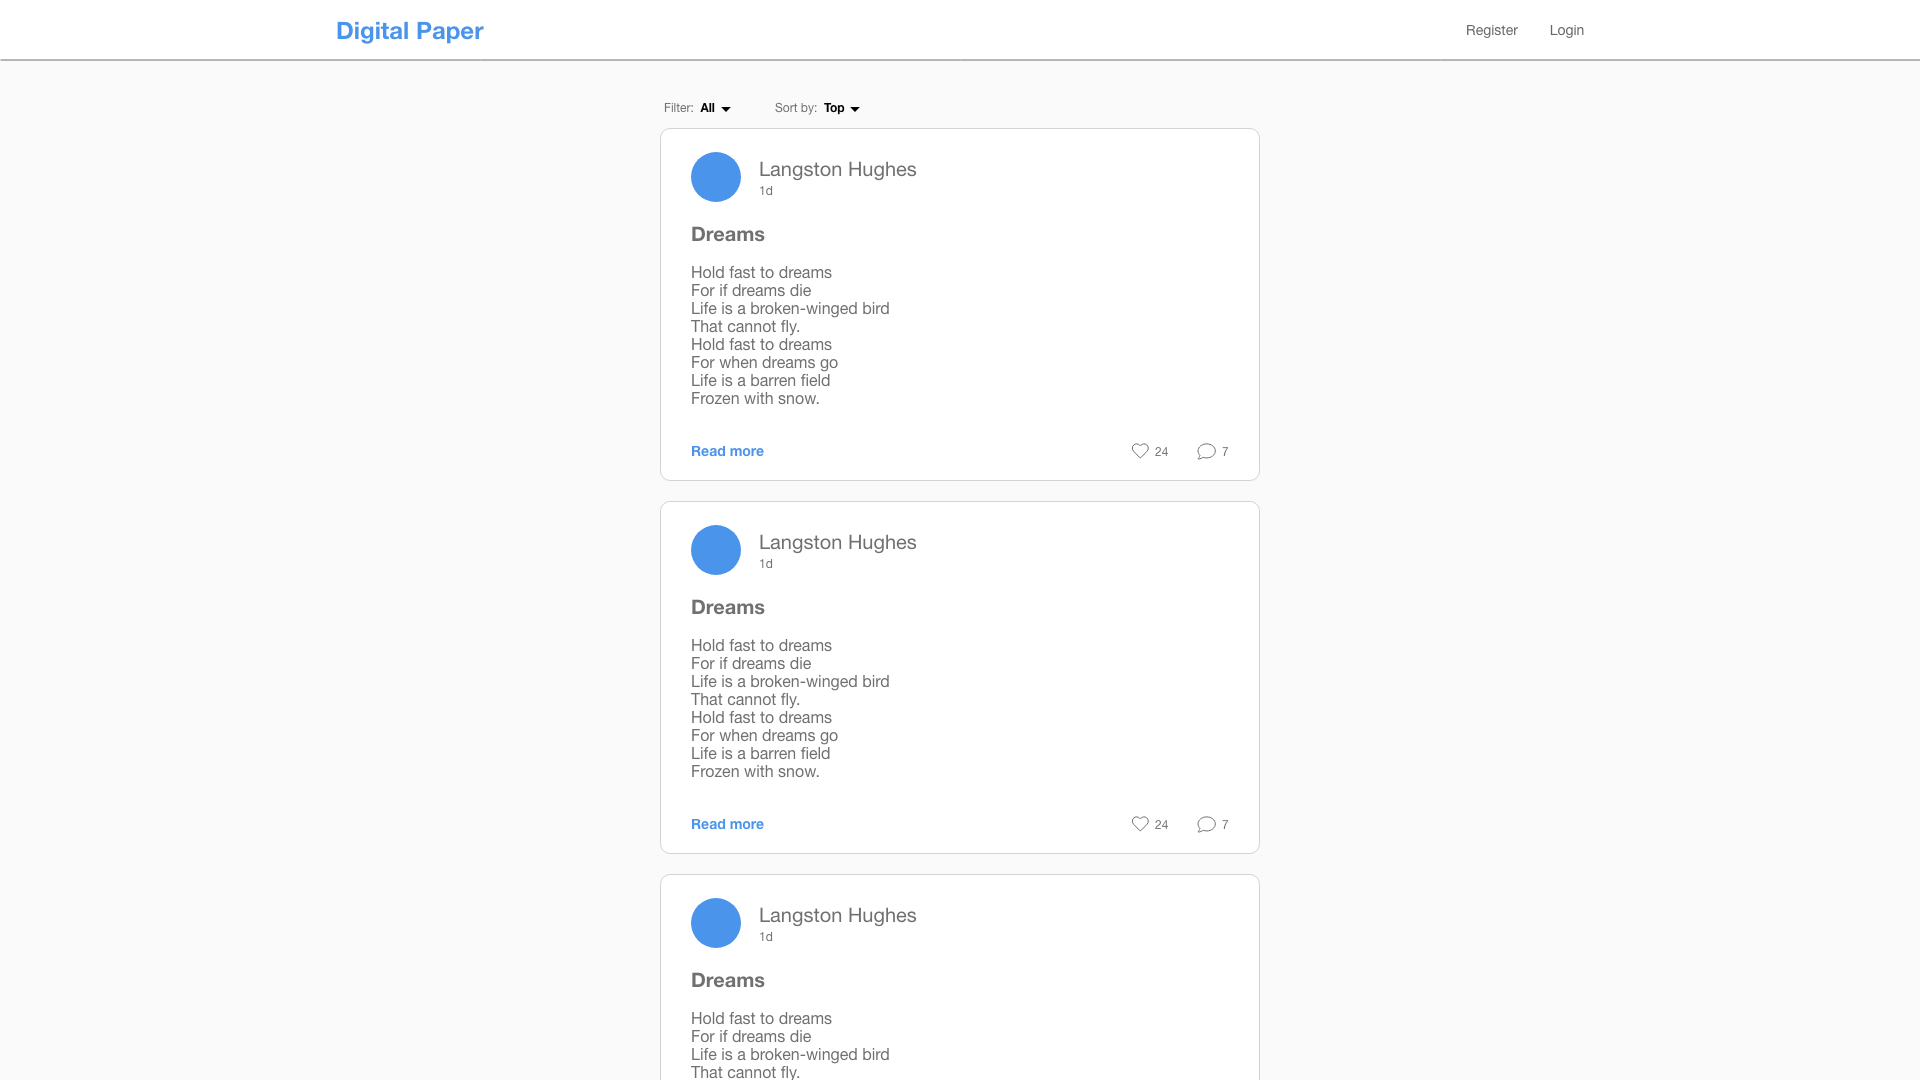 Digital Paper
Register Login
Filter: All Sort by: Top
Langston Hughes
1d
Dreams
Hold fast to dreams
For if dreams die
Life is a broken-winged bird
That cannot fly.
Hold fast to dreams
For when dreams go
Life is a barren field
Frozen with snow.
Read more 24 7
Langston Hughes
1d
Dreams
Hold fast to dreams
For if dreams die
Life is a broken-winged bird
That cannot fly.
Hold fast to dreams
For when dreams go
Life is a barren field
Frozen with snow.
Read more 24 7
Langston Hughes
1d
Dreams
Hold fast to dreams
For if dreams die
Life is a broken-winged bird
That cannot fly.